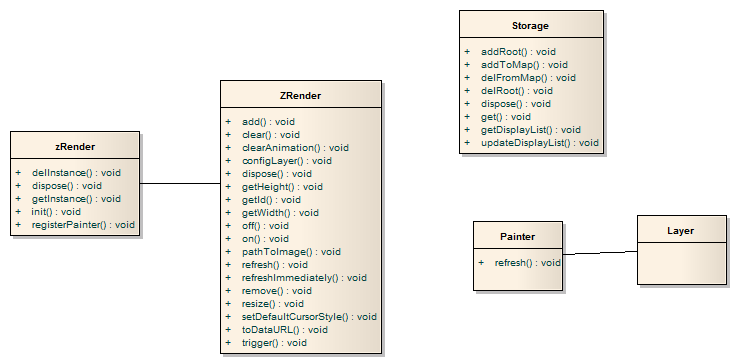 zRender
+ delInstance() : void
+ dispose() : void
+ getInstance() : void
+ init() : void
+ registerPainter() : void
ZRender
+ add() : void
+ clear() : void
+ clearAnimation() : void
+ configLayer() : void
+ dispose() : void
+ getHeight() : void
+ getId() : void
+ getWidth() : void
+ off() : void
+ on() : void
+ pathToImage() : void
+ refresh() : void
+ refreshImmediately() : void
+ remove() : void
+ resize() : void
+ setDefaultCursorStyle() : void
+ toDataURL() : void
+ trigger() : void
Storage
+ addRoot() : void
+ addToMap() : void
+ delFromMap() : void
+ delRoot() : void
+ dispose() : void
+ get() : void
+ getDisplayList() : void
+ updateDisplayList() : void
Painter
+ refresh() : void
Layer